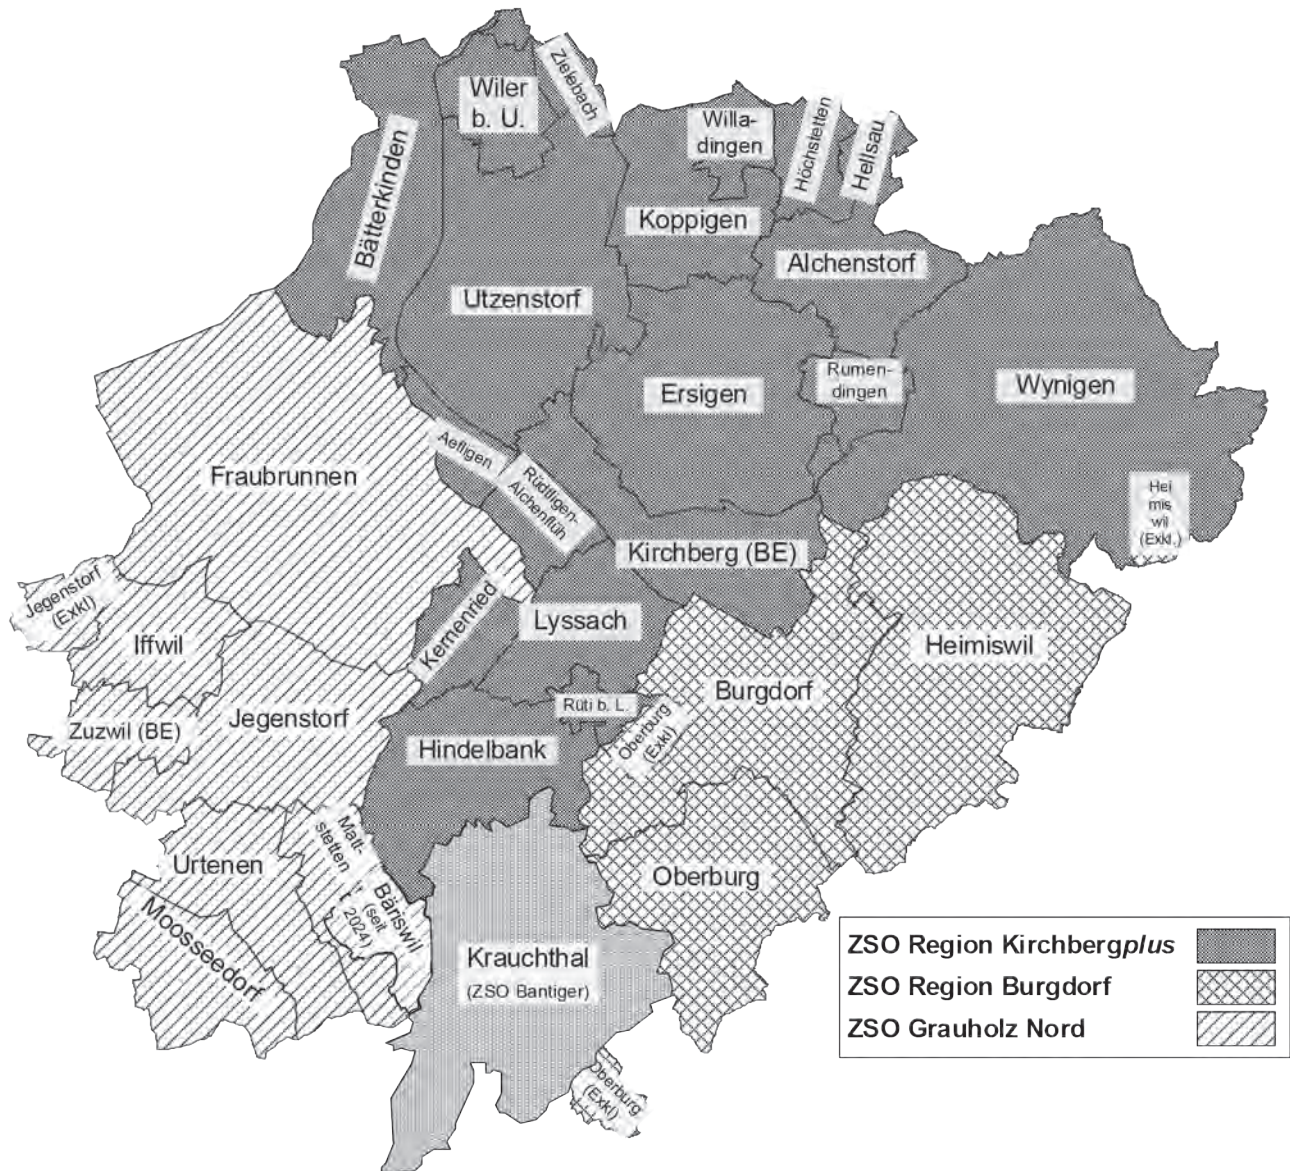 Wiler
b. U.
Zielebach
Willa-
dingen
Höchstetten
Hellsau
Bätterkinden
Koppigen
Alchenstorf
Utzenstorf
Ersigen
Rumen-
dingen
Wynigen
Aefligen
Rüdtligen-
Alchenflüh
Fraubrunnen
Hei
mis
wil
(Exkl.)
Kirchberg (BE)
Jegenstorf
(Exkl)
Iffwil
Kernenried
Lyssach
Heimiswil
Burgdorf
Rüti b. L.
Jegenstorf
Zuzwil (BE)
Hindelbank
Oberburg
(Exkl)
Matt-
stetten
Urtenen
Bäriswil
(seit
2024)
Oberburg
Moosseedorf
Krauchthal
(ZSO Bantiger)
Oberburg
(Exkl)
ZSO Region Kirchbergplus
ZSO Region Burgdorf
ZSO Grauholz Nord